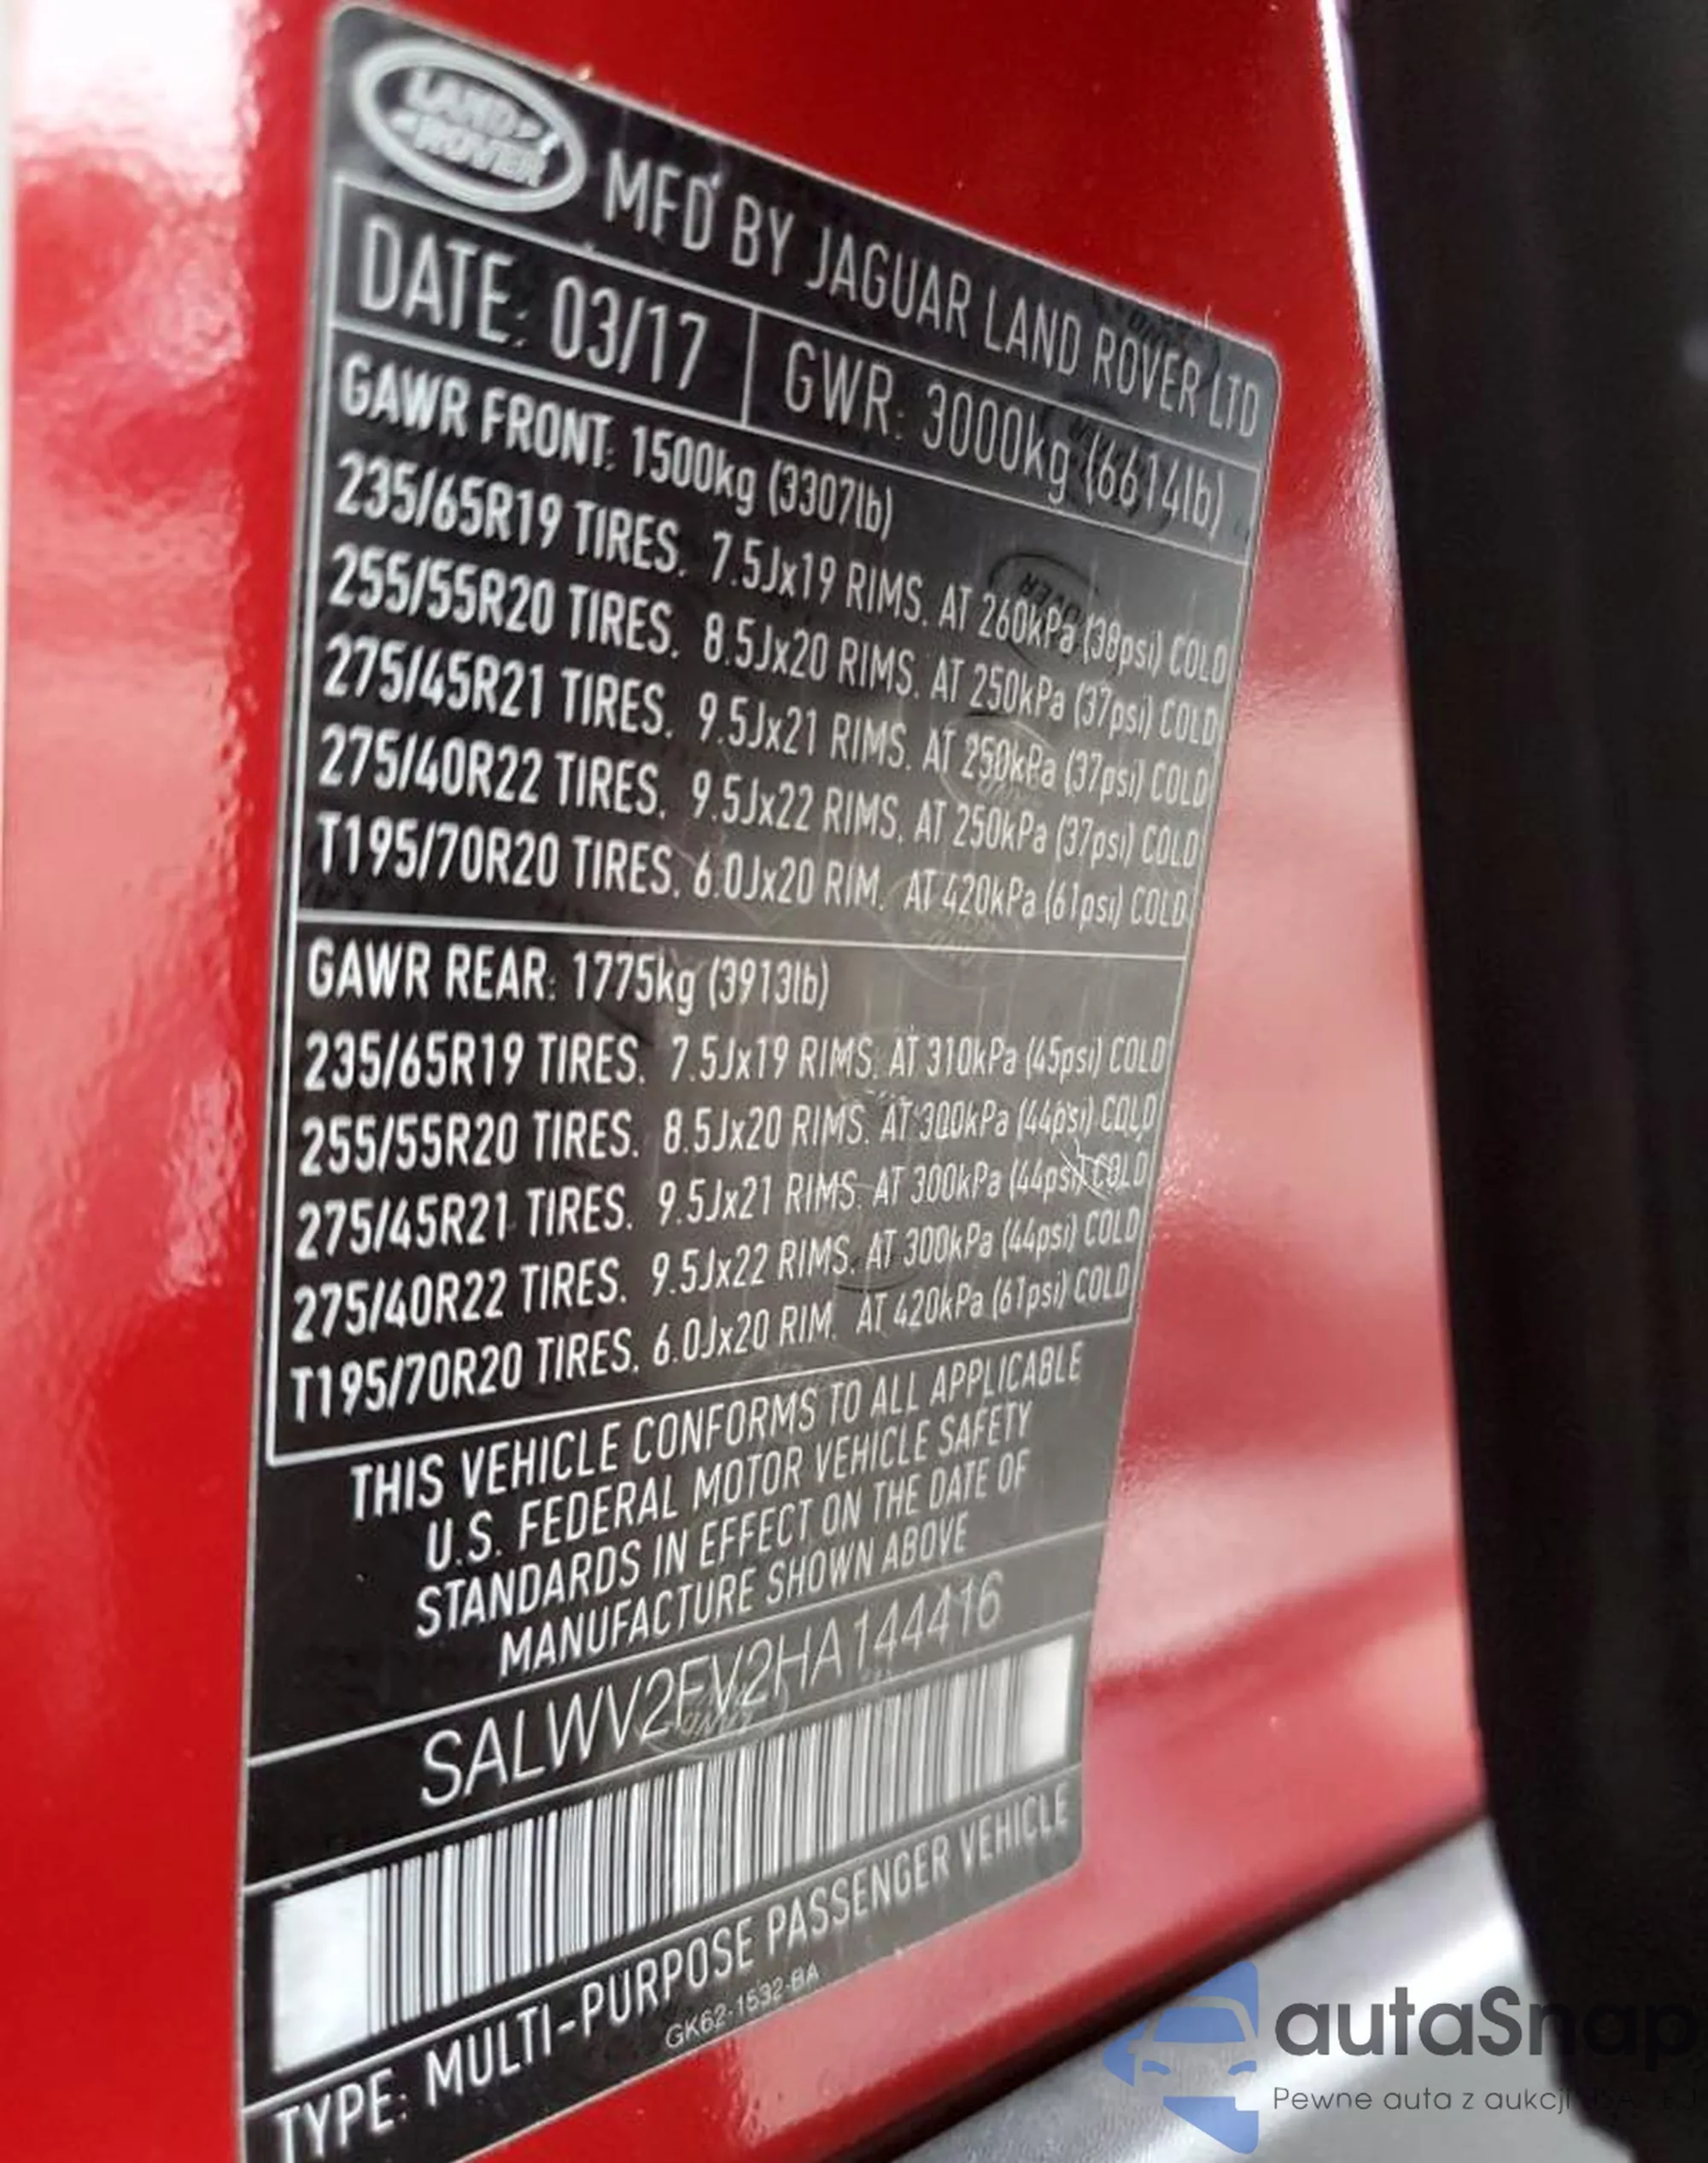 LAND
ROVER
MFD BY JAGUAR LAND ROVER LTD
DATE: 03/17 GWR: 3000kg (6614lb)
GAWR FRONT: 1500kg (3307lb)
235/65R19 TIRES. 7.5Jx19 RIMS. AT 260kPa (38psi) COLD
255/55R20 TIRES. 8.5Jx20 RIMS. AT 250kPa (37psi) COLD
275/45R21 TIRES. 9.5Jx21 RIMS. AT 250kPa (37psi) COLD
275/40R22 TIRES. 9.5Jx22 RIMS. AT 250kPa (37psi) COLD
T195/70R20 TIRES. 6.0Jx20 RIM. AT 420kPa (61psi) COLD
GAWR REAR: 1775kg (3913lb)
235/65R19 TIRES. 7.5Jx19 RIMS. AT 310kPa (45psi) COLD
255/55R20 TIRES. 8.5Jx20 RIMS. AT 300kPa (44psi) COLD
275/45R21 TIRES. 9.5Jx21 RIMS. AT 300kPa (44psi) COLD
275/40R22 TIRES. 9.5Jx22 RIMS. AT 300kPa (44psi) COLD
T195/70R20 TIRES. 6.0Jx20 RIM. AT 420kPa (61psi) COLD
THIS VEHICLE CONFORMS TO ALL APPLICABLE
U.S. FEDERAL MOTOR VEHICLE SAFETY
STANDARDS IN EFFECT ON THE DATE OF
MANUFACTURE SHOWN ABOVE
SALWV2FV2HA144416
TYPE: MULTI-PURPOSE PASSENGER VEHICLE
GK62-1532-BA
autaSnap
Pewne auta z aukcji